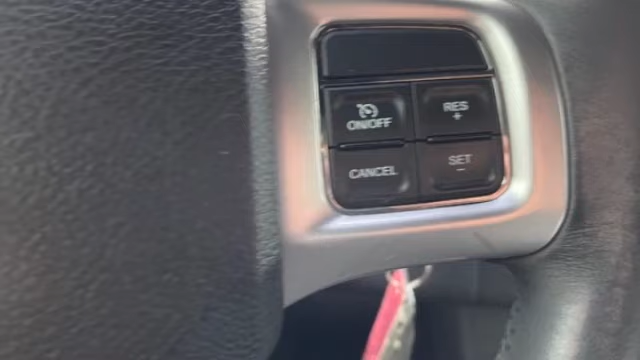 ON/OFF
RES
+
CANCEL
SET
-